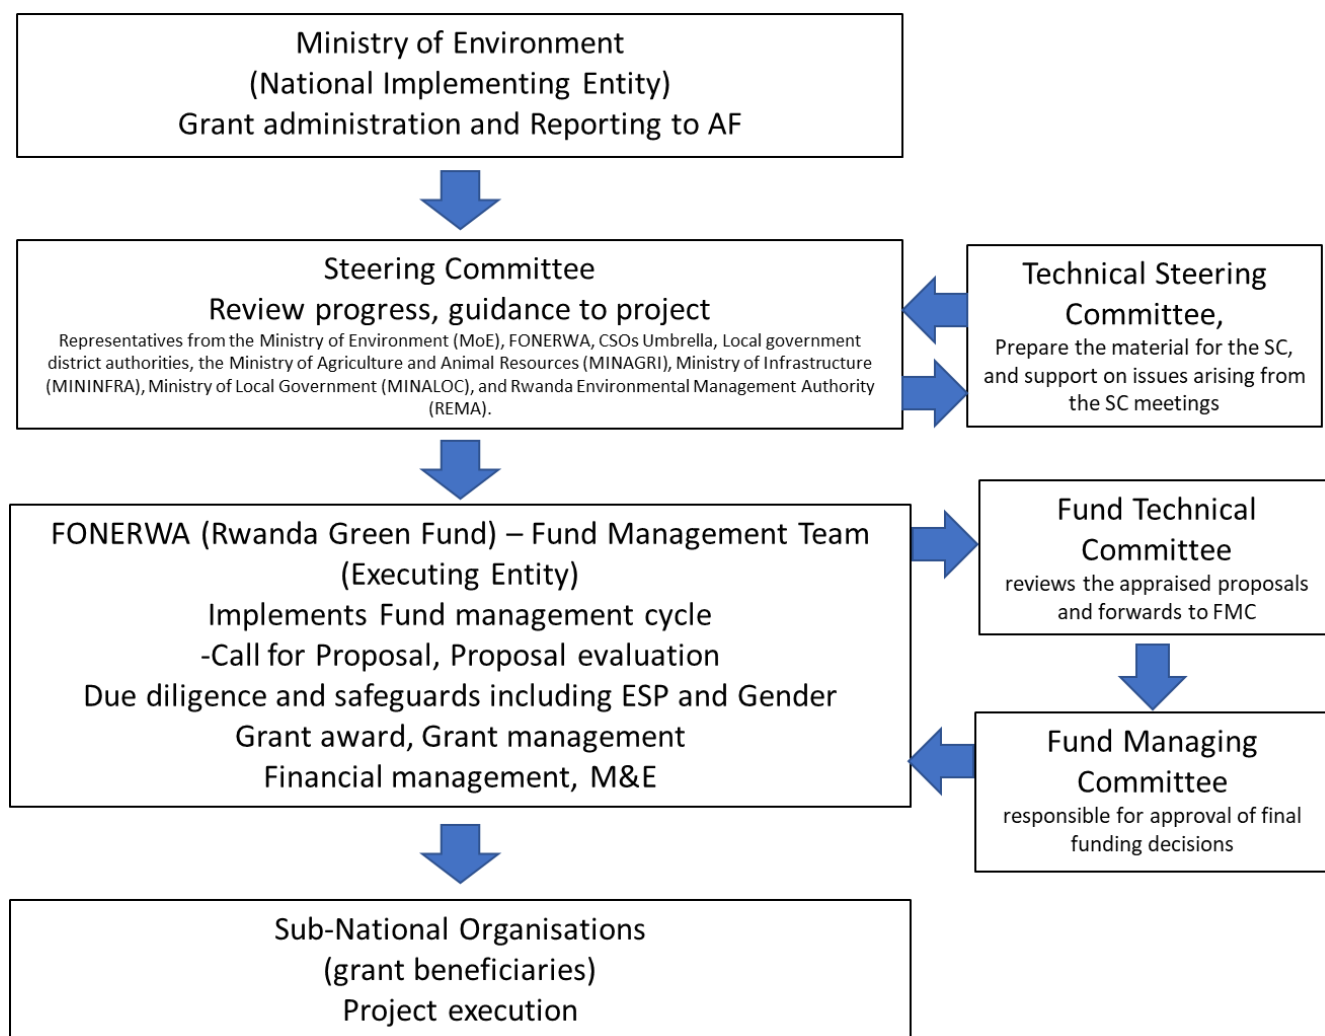 Ministry of Environment
(National Implementing Entity)
Grant administration and Reporting to AF
Steering Committee
Review progress, guidance to project
Representatives from the Ministry of Environment (MoE), FONERWA, CSOs Umbrella, Local government
district authorities, the Ministry of Agriculture and Animal Resources (MINAGRI), Ministry of Infrastructure
(MININFRA), Ministry of Local Government (MINALOC), and Rwanda Environmental Management Authority
(REMA).
Technical Steering
Committee,
Prepare the material for the SC,
and support on issues arising from
the SC meetings
FONERWA (Rwanda Green Fund) – Fund Management Team
(Executing Entity)
Implements Fund management cycle
-Call for Proposal, Proposal evaluation
Due diligence and safeguards including ESP and Gender
Grant award, Grant management
Financial management, M&E
Fund Technical
Committee
reviews the appraised proposals
and forwards to FMC
Fund Managing
Committee
responsible for approval of final
funding decisions
Sub-National Organisations
(grant beneficiaries)
Project execution